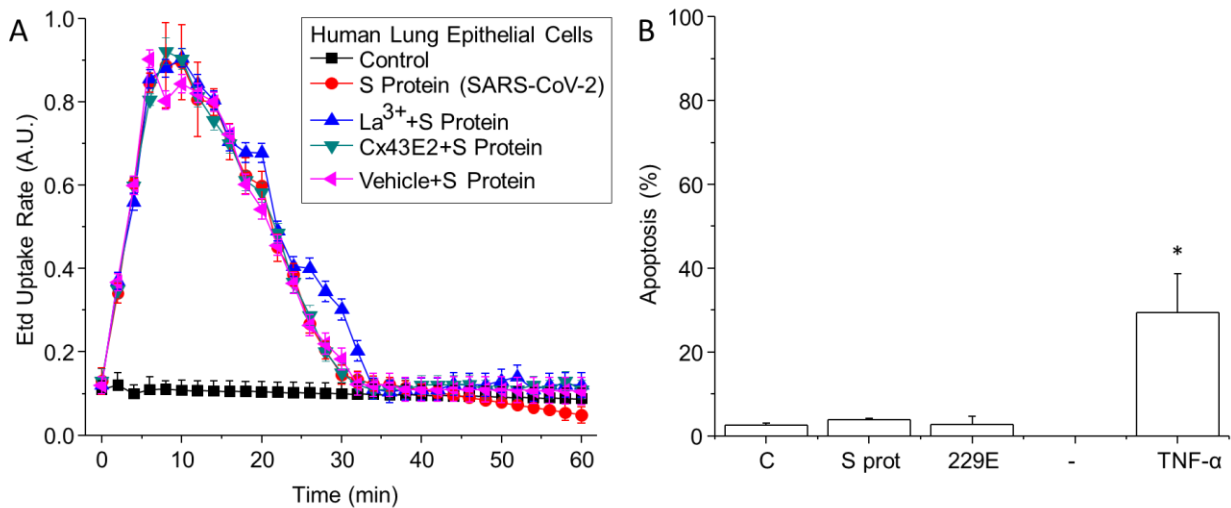 A
Etd Uptake Rate (A.U.)
1.0
0.8
0.6
0.4
0.2
0.0
Human Lung Epithelial Cells
Control
S Protein (SARS-CoV-2)
La³⁺+S Protein
Cx43E2+S Protein
Vehicle+S Protein
0 10 20 30 40 50 60
Time (min)
B
Apoptosis (%)
100
80
60
40
20
0
*
C S prot 229E - TNF-α